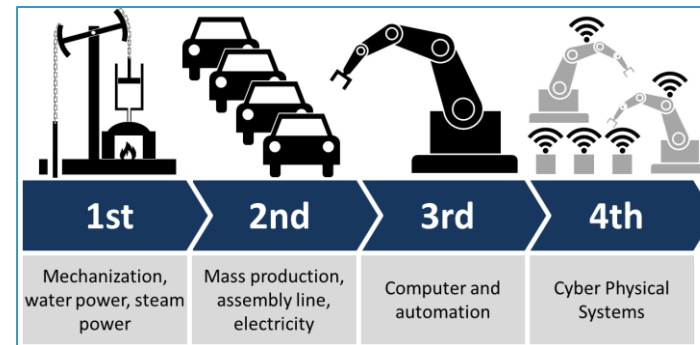 1st
2nd
3rd
4th
Mechanization,
water power, steam
power
Mass production,
assembly line,
electricity
Computer and
automation
Cyber Physical
Systems